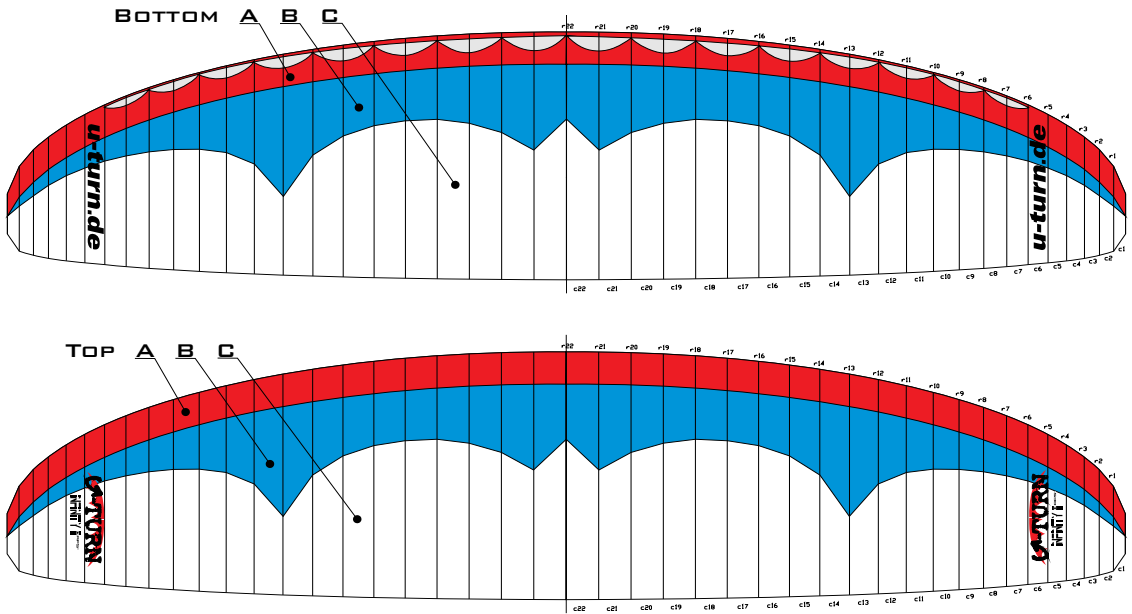 BOTTOM A B C
r22 r21 r20 r19 r18 r17 r16 r15 r14 r13 r12 r11 r10 r9 r8 r7 r6 r5 r4 r3 r2 r1
u-turn.de
u-turn.de
c22 c21 c20 c19 c18 c17 c16 c15 c14 c13 c12 c11 c10 c9 c8 c7 c6 c5 c4 c3 c2 c1
TOP A B C
r22 r21 r20 r19 r18 r17 r16 r15 r14 r13 r12 r11 r10 r9 r8 r7 r6 r5 r4 r3 r2 r1
U-TURN
U-TURN
c22 c21 c20 c19 c18 c17 c16 c15 c14 c13 c12 c11 c10 c9 c8 c7 c6 c5 c4 c3 c2 c1